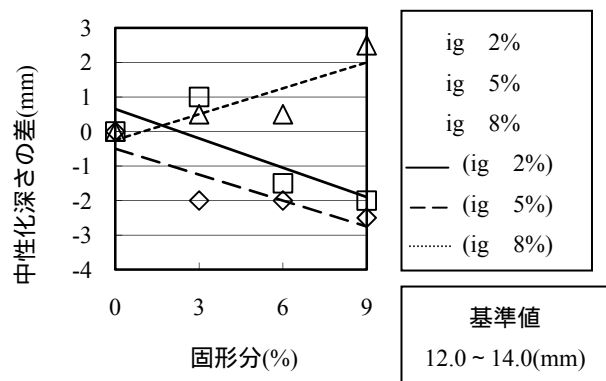 3
2
1
0
-1
-2
-3
-4
中性化深さの差(mm)
0 3 6 9
固形分(%)
ig 2%
ig 5%
ig 8%
(ig 2%)
(ig 5%)
(ig 8%)
基準値
12.0 ~ 14.0(mm)